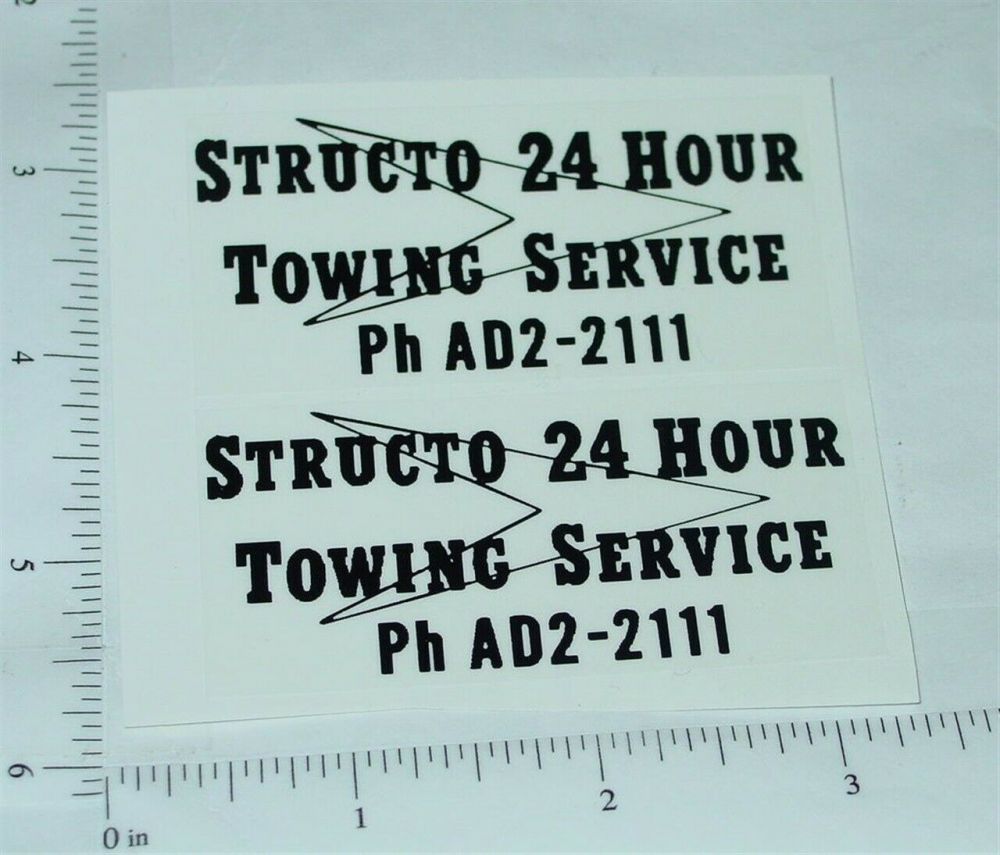 STRUCTO 24 HOUR
TOWING SERVICE
Ph AD2-2111
STRUCTO 24 HOUR
TOWING SERVICE
Ph AD2-2111
2
3
4
5
6
0 in
1
2
3